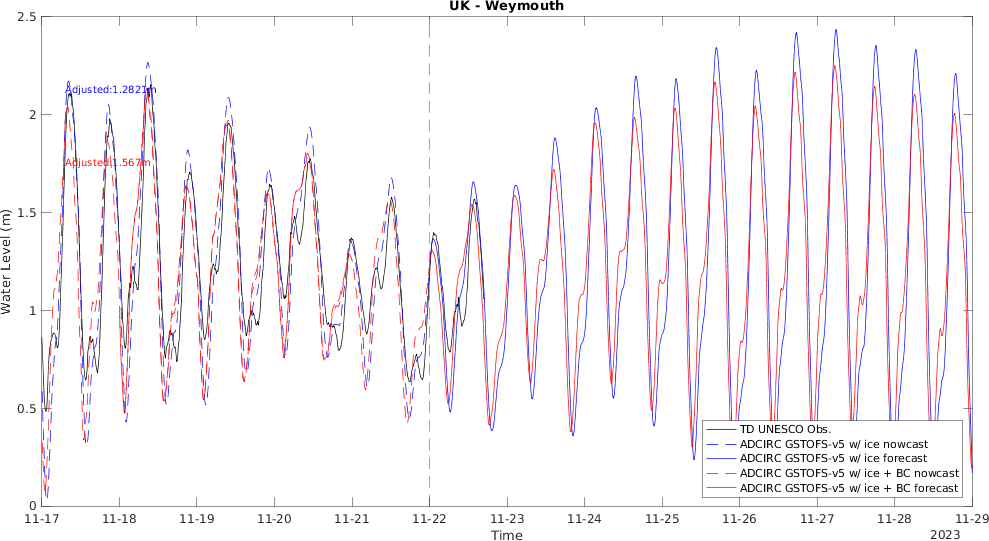 UK - Weymouth
2.5
2
1.5
1
0.5
0
Water Level (m)
Adjusted:1.2821m
Adjusted:1.567m
TD UNESCO Obs.
ADCIRC GSTOFS-v5 w/ ice nowcast
ADCIRC GSTOFS-v5 w/ ice forecast
ADCIRC GSTOFS-v5 w/ ice + BC nowcast
ADCIRC GSTOFS-v5 w/ ice + BC forecast
11-17 11-18 11-19 11-20 11-21 11-22 11-23 11-24 11-25 11-26 11-27 11-28 11-29
Time
2023